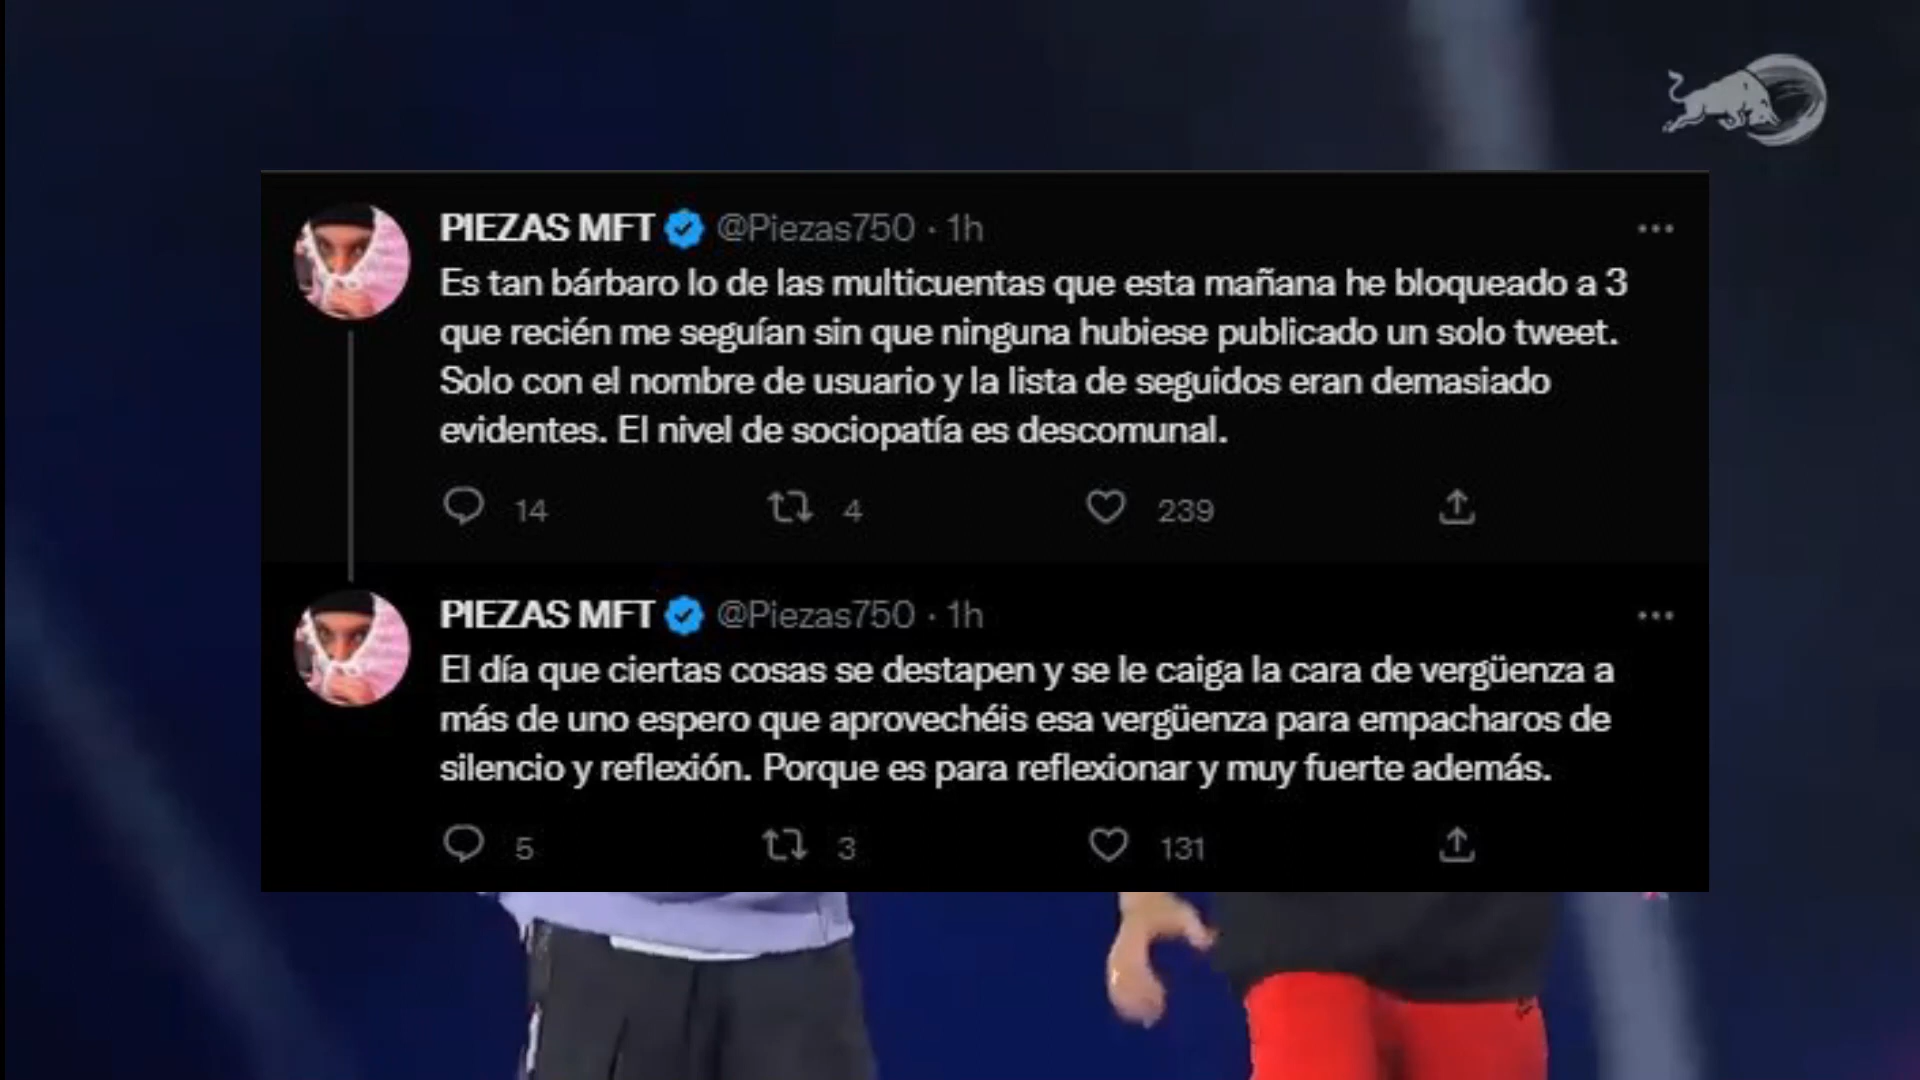 PIEZAS MFT @Piezas750 · 1h
Es tan bárbaro lo de las multicuentas que esta mañana he bloqueado a 3
que recién me seguían sin que ninguna hubiese publicado un solo tweet.
Solo con el nombre de usuario y la lista de seguidos eran demasiado
evidentes. El nivel de sociopatía es descomunal.
14 4 239
PIEZAS MFT @Piezas750 · 1h
El día que ciertas cosas se destapen y se le caiga la cara de vergüenza a
más de uno espero que aprovechéis esa vergüenza para empacharos de
silencio y reflexión. Porque es para reflexionar y muy fuerte además.
5 3 131